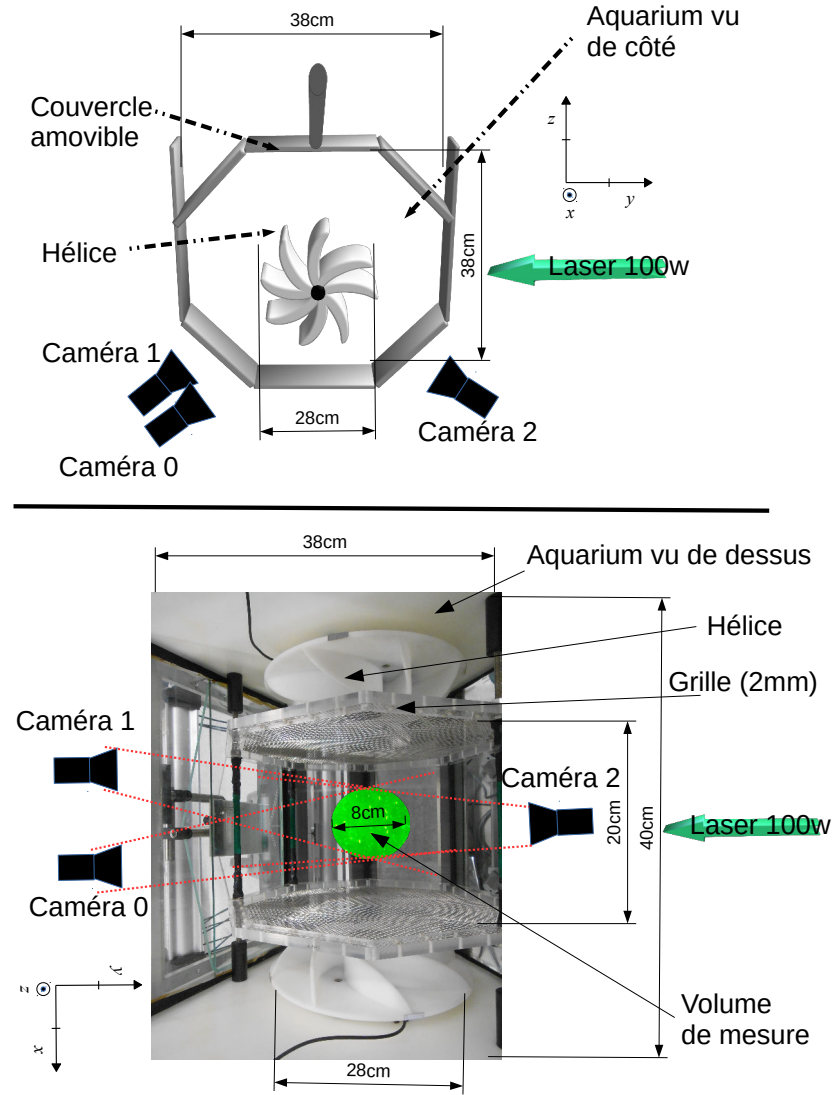 38cm
Aquarium vu
de côté
Couvercle
amovible
z
x
y
Hélice
38cm
Laser 100w
Caméra 1
Caméra 2
28cm
Caméra 0
38cm
Aquarium vu de dessus
Hélice
Grille (2mm)
Caméra 1
Caméra 2
8cm
20cm
40cm
Laser 100w
Caméra 0
z
y
x
Volume
de mesure
28cm